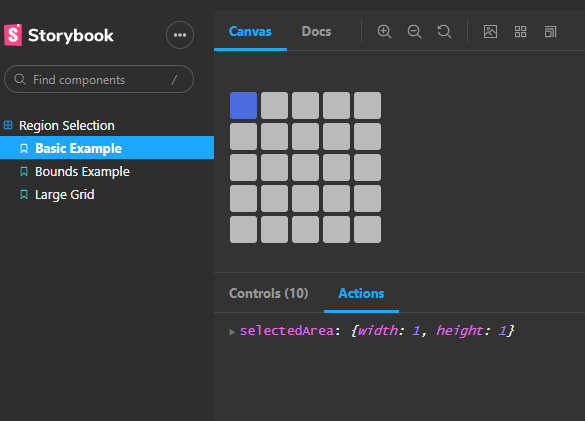 Storybook
Find components /
Region Selection
Basic Example
Bounds Example
Large Grid
Canvas Docs
Controls (10) Actions
▶ selectedArea: {width: 1, height: 1}